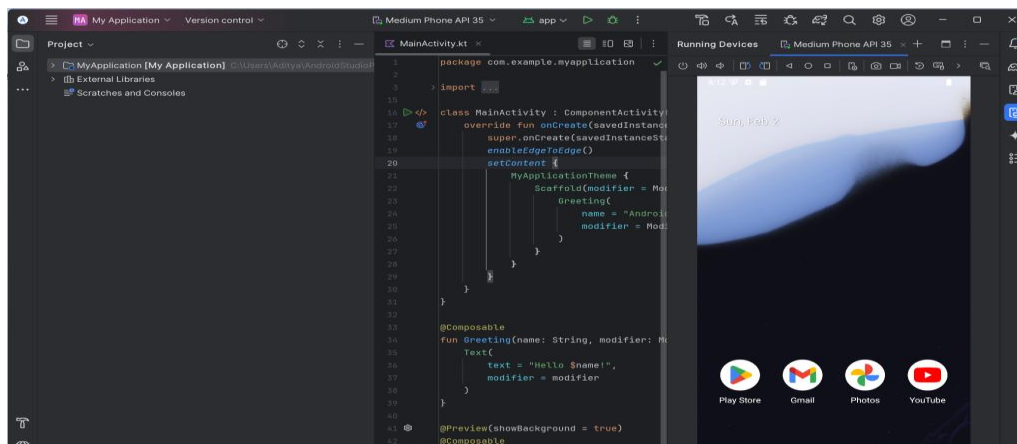 MA My Application Version control Medium Phone API 35 app
Project
MyApplication [My Application] C:\Users\Aditya\AndroidStudioP
External Libraries
Scratches and Consoles
MainActivity.kt
1 package com.example.myapplication
2
3 import ...
15
16 class MainActivity : ComponentActivity
17 override fun onCreate(savedInstance
18 super.onCreate(savedInstanceSta
19 enableEdgeToEdge()
20 setContent {
21 MyApplicationTheme {
22 Scaffold(modifier = Mo
23 Greeting(
24 name = "Androi
25 modifier = Modi
26 )
27 }
28 }
29 }
30 }
31 }
32
33 @Composable
34 fun Greeting(name: String, modifier: M
35 Text(
36 text = "Hello $name!",
37 modifier = modifier
38 )
39 }
40
41 @Preview(showBackground = true)
42 @Composable
Running Devices Medium Phone API 35
Sun, Feb 2
Play Store Gmail Photos YouTube